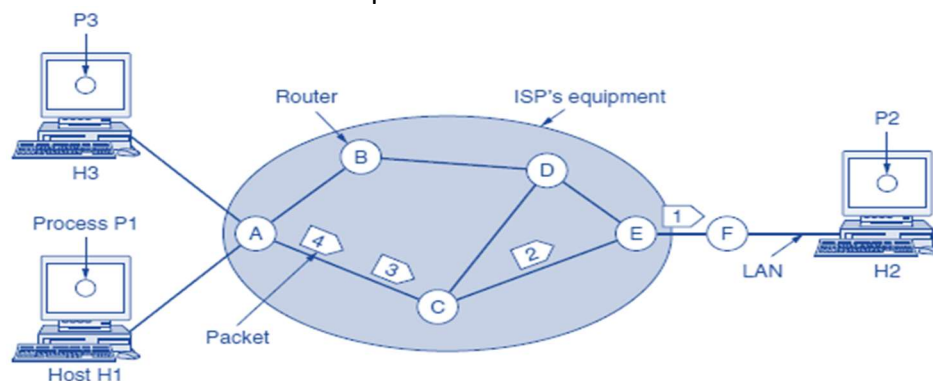 P3
Router
ISP's equipment
P2
B
D
H3
Process P1
A
4
3
2
E
1
F
LAN
H2
C
Packet
Host H1